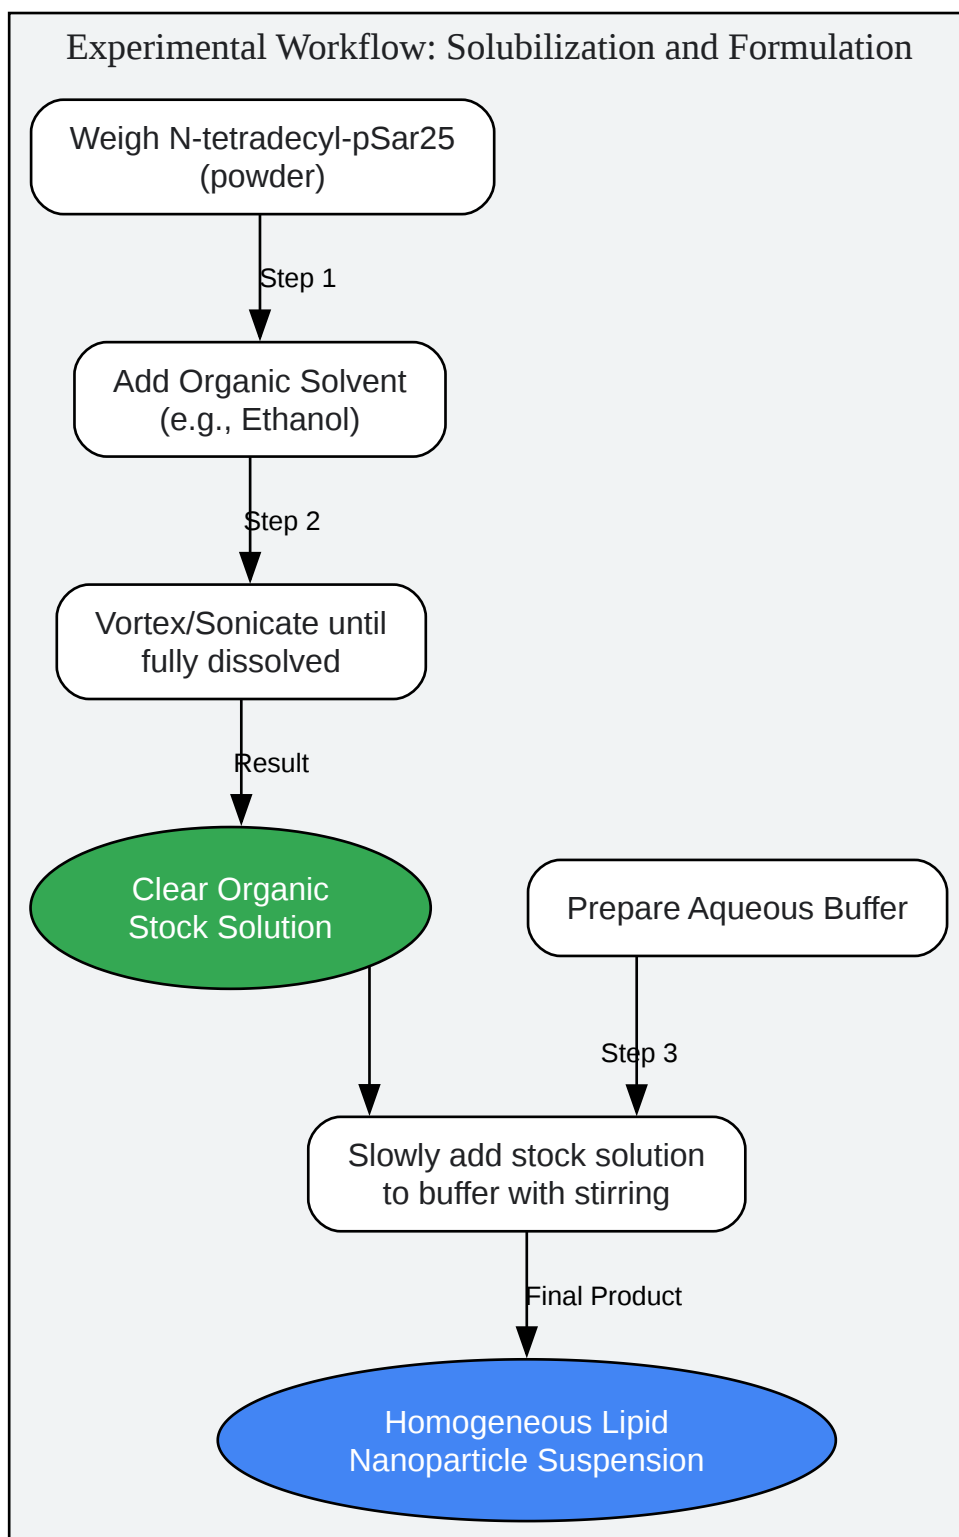 Experimental Workflow: Solubilization and Formulation
Weigh N-tetradecyl-pSar25
(powder)
Step 1
Add Organic Solvent
(e.g., Ethanol)
Step 2
Vortex/Sonicate until
fully dissolved
Result
Clear Organic
Stock Solution
Prepare Aqueous Buffer
Step 3
Slowly add stock solution
to buffer with stirring
Final Product
Homogeneous Lipid
Nanoparticle Suspension